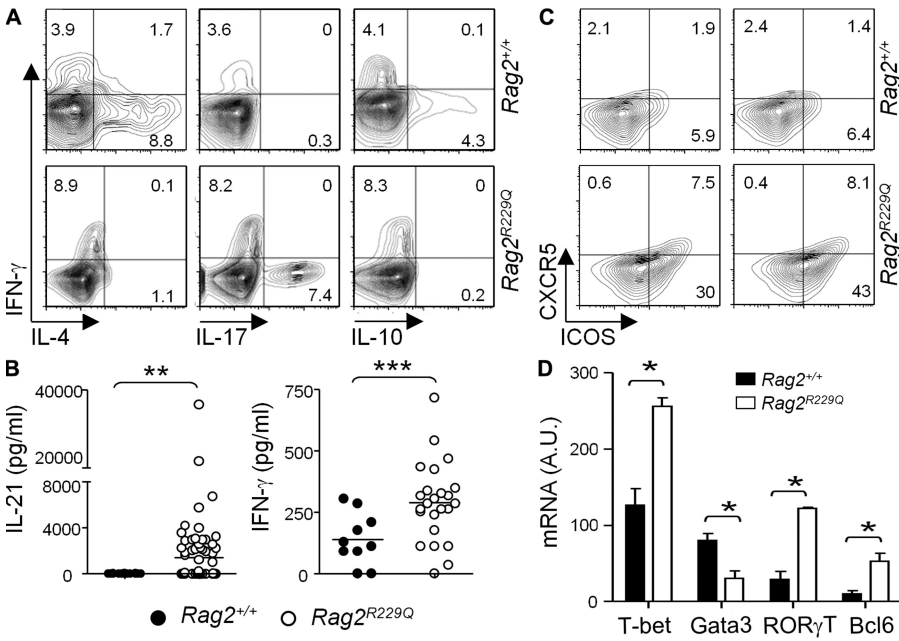 A
3.9 1.7
8.8
3.6 0
0.3
4.1 0.1
4.3
Rag2+/+
8.9 0.1
1.1
8.2 0
7.4
8.3 0
0.2
Rag2R229Q
IFN-γ
IL-4
IL-17
IL-10
C
2.1 1.9
5.9
2.4 1.4
6.4
Rag2+/+
0.6 7.5
30
0.4 8.1
43
Rag2R229Q
CXCR5
ICOS
B
IL-21 (pg/ml)
40000
20000
8000
4000
0
**
IFN-γ (pg/ml)
750
500
250
0
***
Rag2+/+
Rag2R229Q
D
mRNA (A.U.)
300
200
100
0
*
*
*
*
Rag2+/+
Rag2R229Q
T-bet
Gata3
RORγT
Bcl6